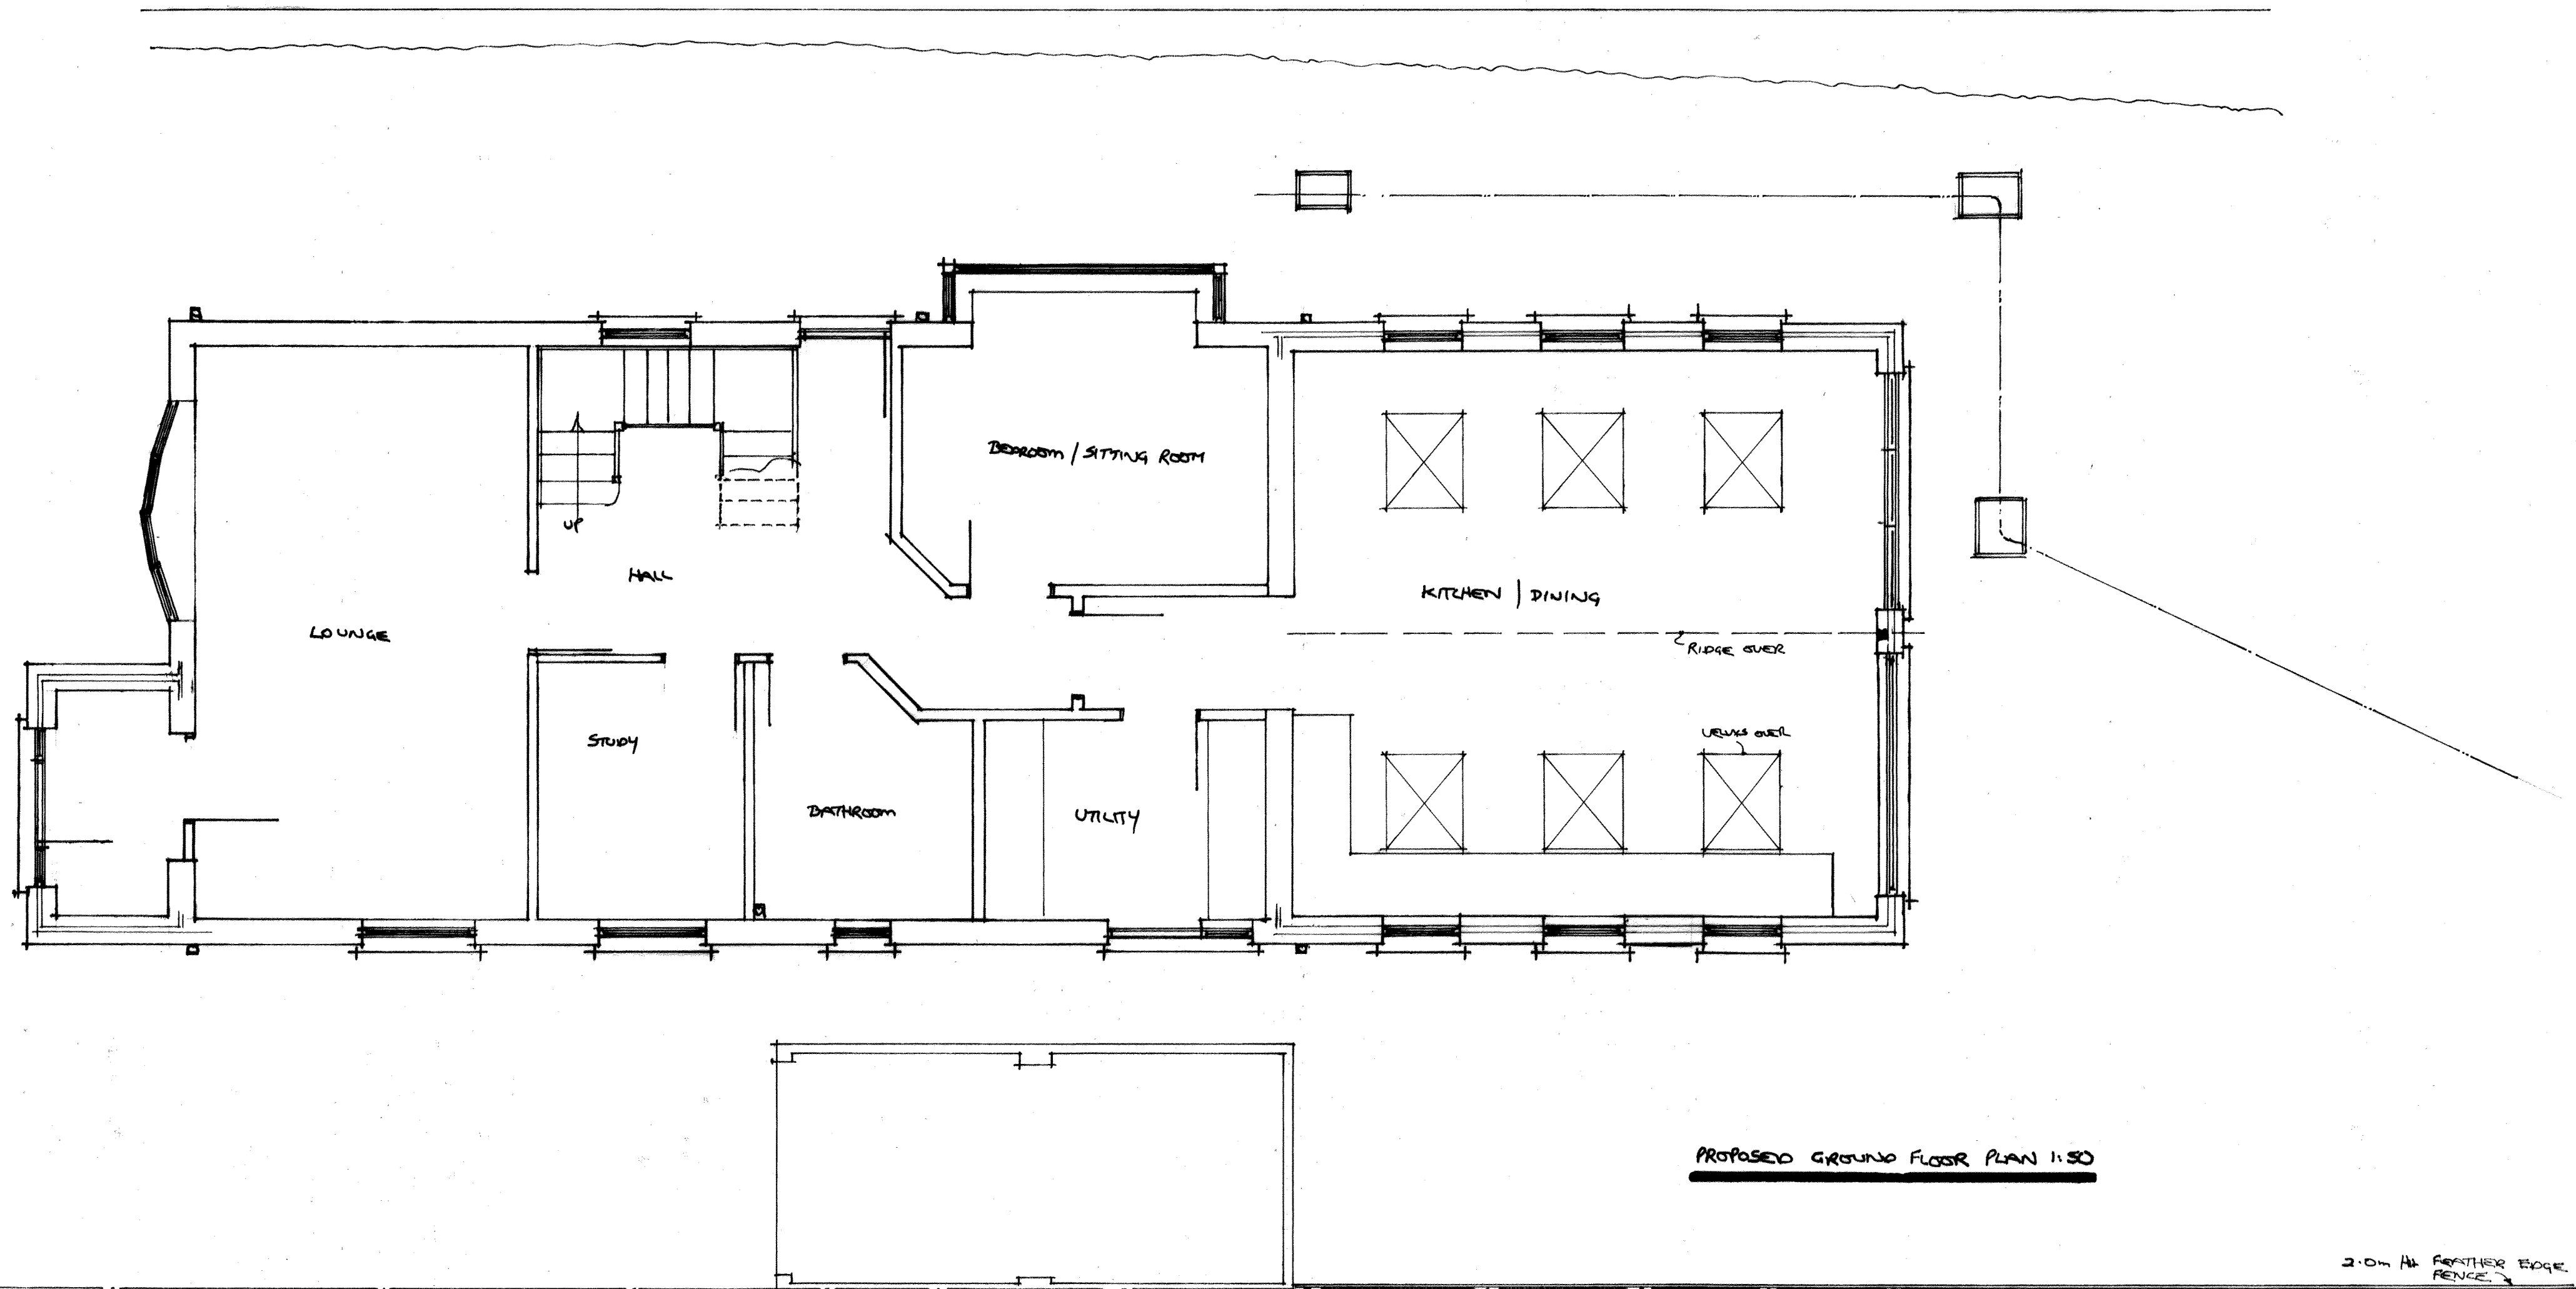 BEDROOM / SITTING ROOM
UP
HALL
KITCHEN | DINING
LOUNGE
RIDGE OVER
STUDY
VELUXS OVER
BATHROOM
UTILITY
PROPOSED GROUND FLOOR PLAN 1:50
2.0m Ht FEATHER EDGE
FENCE